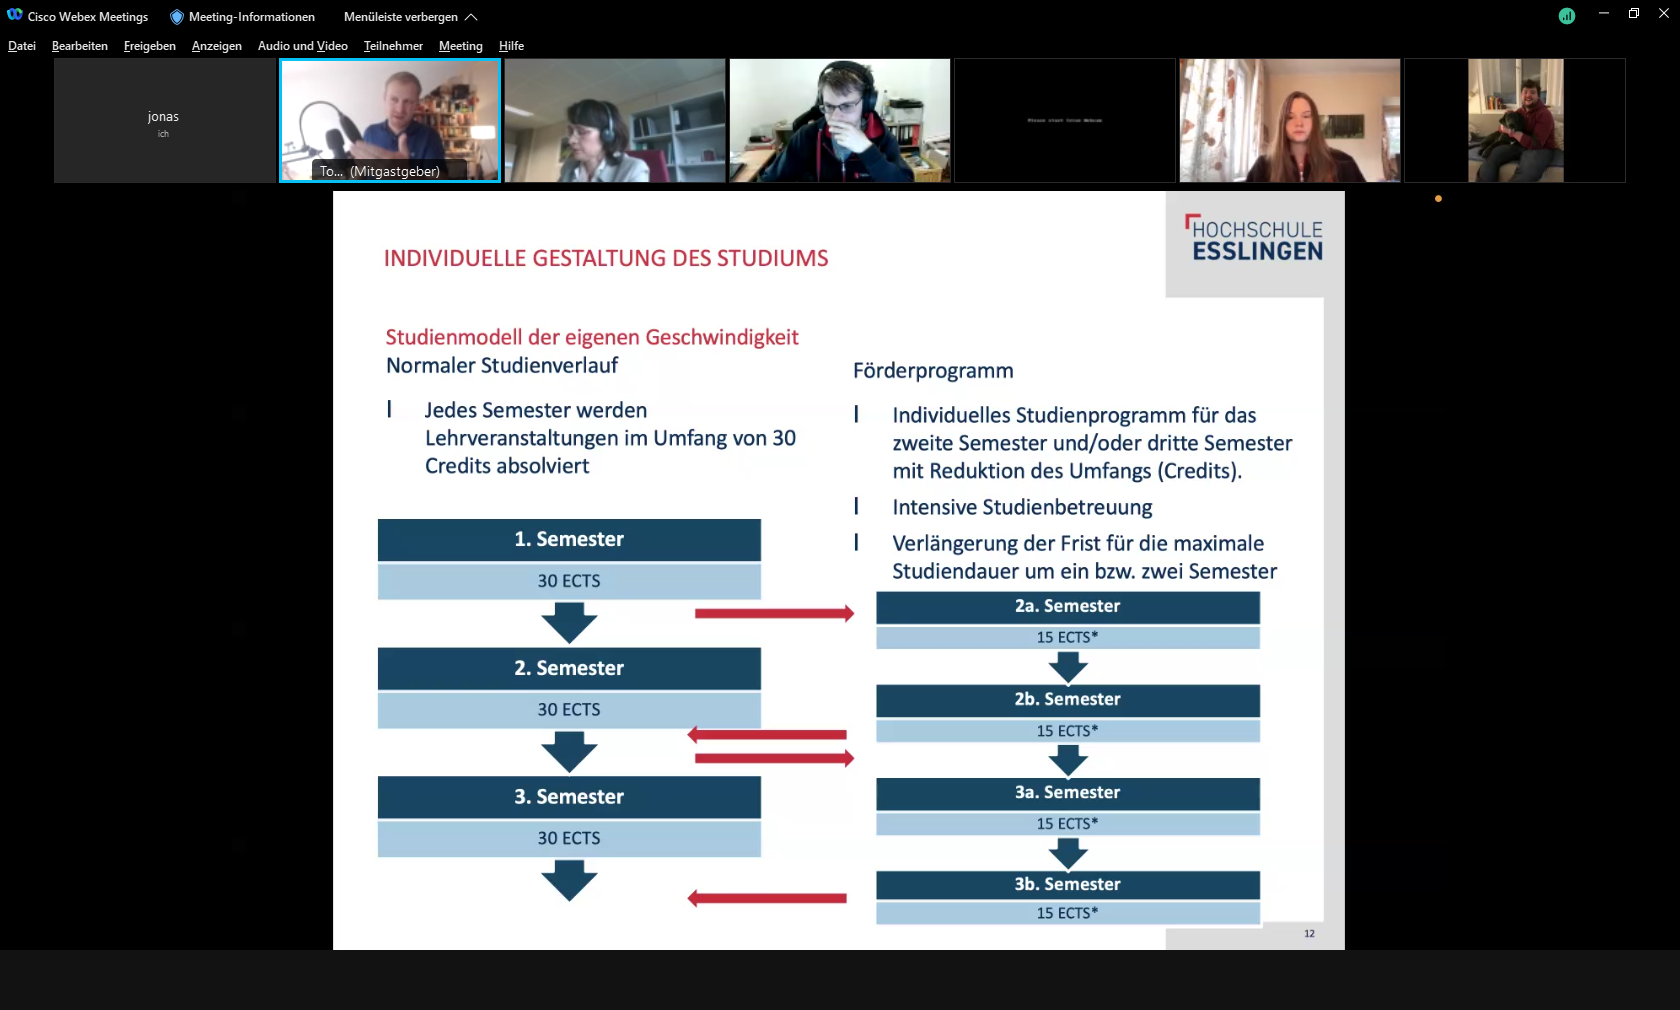 Cisco Webex Meetings
Meeting-Informationen
Menüleiste verbergen
Datei
Bearbeiten
Freigeben
Anzeigen
Audio und Video
Teilnehmer
Meeting
Hilfe
jonas
ich
To... (Mitgastgeber)
HOCHSCHULE
ESSLINGEN
INDIVIDUELLE GESTALTUNG DES STUDIUMS
Studienmodell der eigenen Geschwindigkeit
Normaler Studienverlauf
Jedes Semester werden
Lehrveranstaltungen im Umfang von 30
Credits absolviert
1. Semester
30 ECTS
2. Semester
30 ECTS
3. Semester
30 ECTS
Förderprogramm
Individuelles Studienprogramm für das
zweite Semester und/oder dritte Semester
mit Reduktion des Umfangs (Credits).
Intensive Studienbetreuung
Verlängerung der Frist für die maximale
Studiendauer um ein bzw. zwei Semester
2a. Semester
15 ECTS*
2b. Semester
15 ECTS*
3a. Semester
15 ECTS*
3b. Semester
15 ECTS*
12